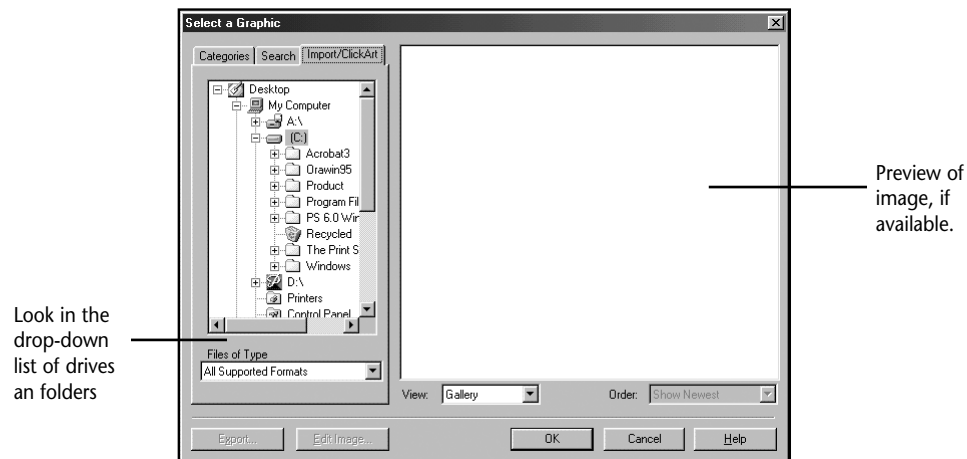 Select a Graphic
Categories Search Import/ClickArt
Desktop
My Computer
A:\
(C:)
Acrobat3
Orawin95
Product
Program Fil
PS 6.0 Wir
Recycled
The Print S
Windows
D:\
Printers
Control Panel
Files of Type
All Supported Formats
View: Gallery Order: Show Newest
Export... Edit Image... OK Cancel Help
Look in the
drop-down
list of drives
an folders
Preview of
image, if
available.